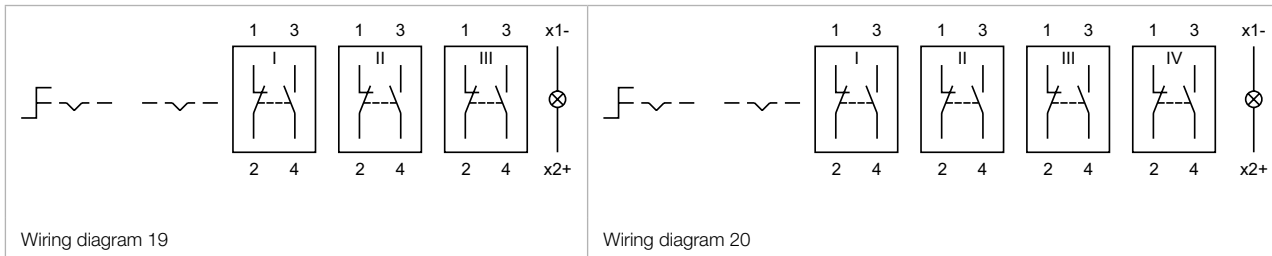 1 3 1 3 1 3 x1-
I II III
2 4 2 4 2 4 x2+
Wiring diagram 19
1 3 1 3 1 3 1 3 x1-
I II III IV
2 4 2 4 2 4 2 4 x2+
Wiring diagram 20